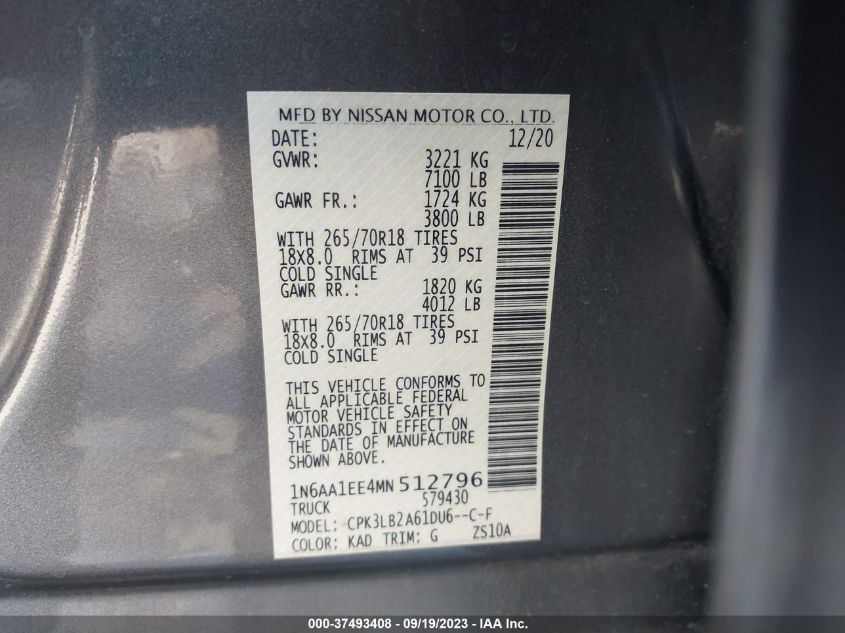 MFD BY NISSAN MOTOR CO., LTD.
DATE: 12/20
GVWR: 3221 KG
7100 LB
GAWR FR.: 1724 KG
3800 LB
WITH 265/70R18 TIRES
18X8.0 RIMS AT 39 PSI
COLD SINGLE
GAWR RR.: 1820 KG
4012 LB
WITH 265/70R18 TIRES
18X8.0 RIMS AT 39 PSI
COLD SINGLE
THIS VEHICLE CONFORMS TO
ALL APPLICABLE FEDERAL
MOTOR VEHICLE SAFETY
STANDARDS IN EFFECT ON
THE DATE OF MANUFACTURE
SHOWN ABOVE.
1N6AA1EE4MN512796
TRUCK 579430
MODEL: CPK3LB2A61DU6--C-F
COLOR: KAD TRIM: G ZS10A
000-37493408 - 09/19/2023 - IAA Inc.